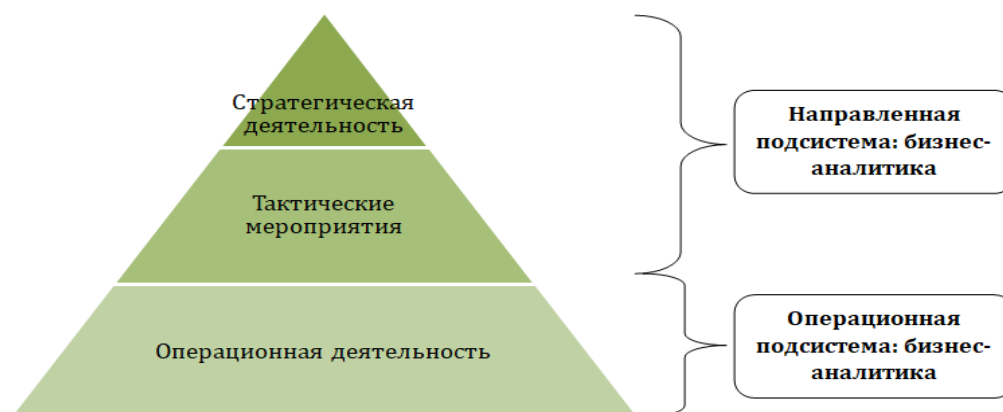 Стратегическая
деятельность
Тактические
мероприятия
Операционная деятельность
Направленная
подсистема: бизнес-
аналитика
Операционная
подсистема: бизнес-
аналитика